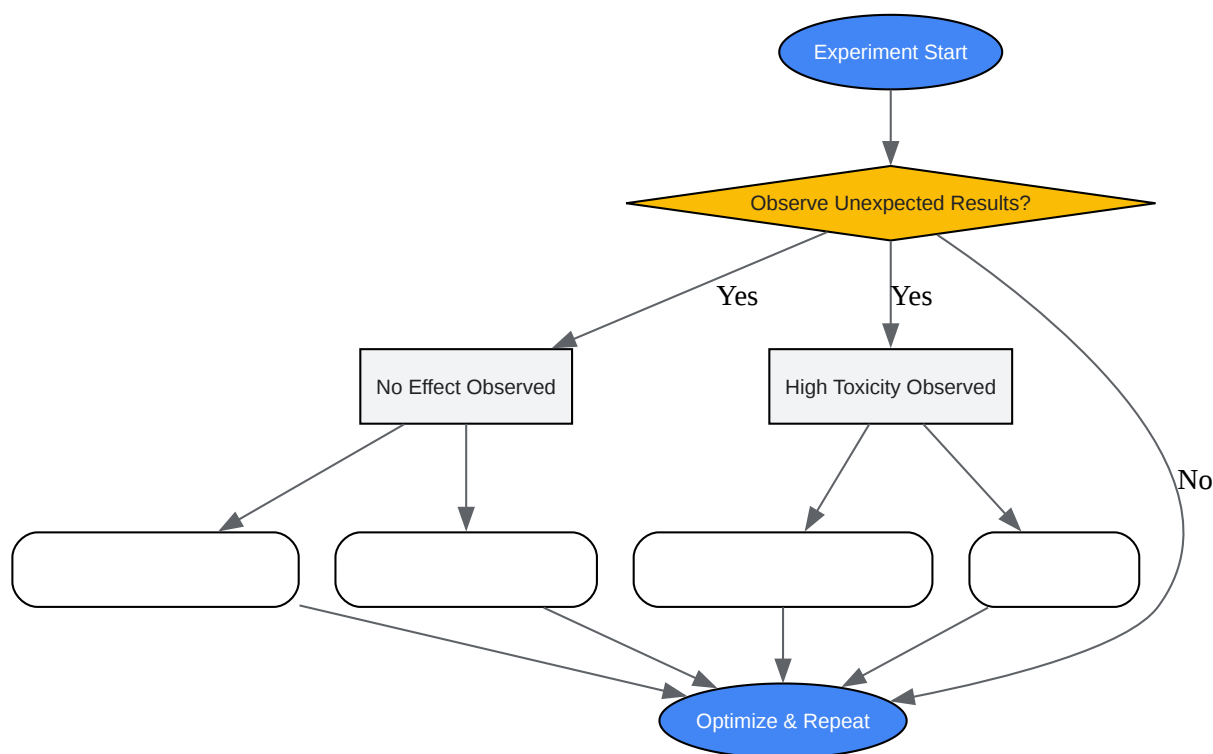 Experiment Start
Observe Unexpected Results?
Yes
Yes
No Effect Observed
High Toxicity Observed
No
Optimize & Repeat